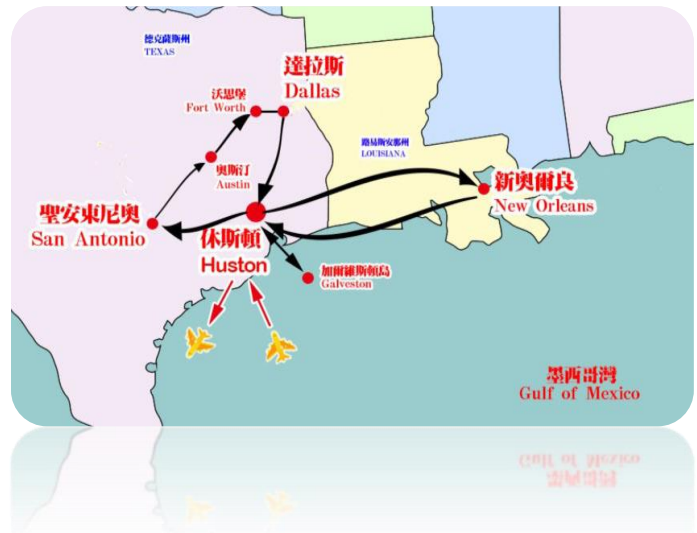 德克薩斯州
TEXAS
達拉斯
Dallas
沃思堡
Fort Worth
奧斯汀
Austin
路易斯安那州
LOUISIANA
聖安東尼奧
San Antonio
休斯頓
Huston
新奧爾良
New Orleans
加爾維斯頓島
Galveston
墨西哥灣
Gulf of Mexico